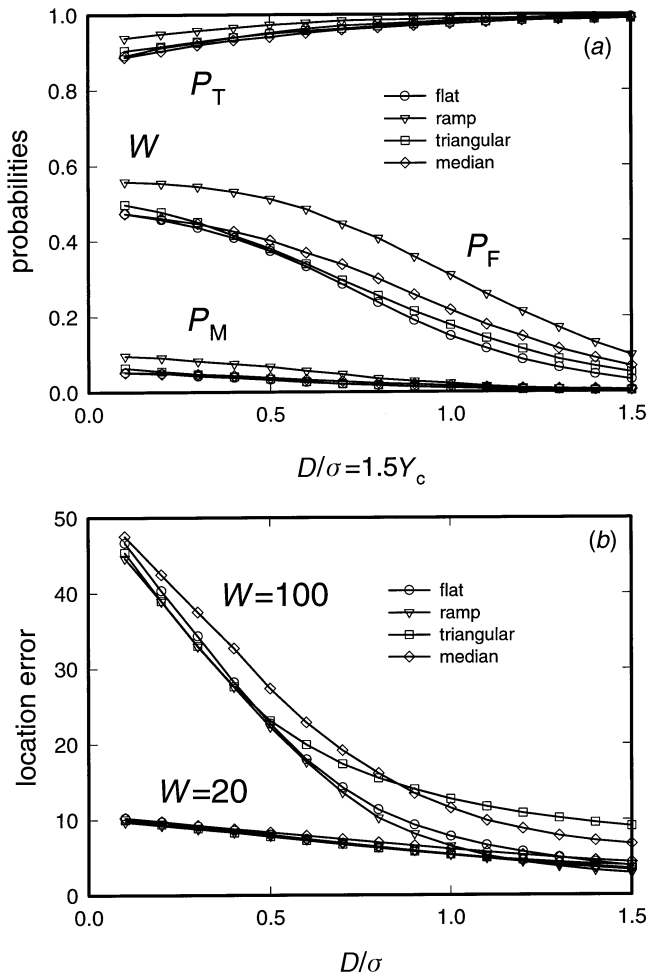 1.0
(a)
P_T
0.8
flat
ramp
W
triangular
0.6
median
probabilities
0.4
P_F
P_M
0.2
0.0
0.0 0.5 1.0 1.5
D/σ=1.5Y_c
50
(b)
40
W=100
flat
ramp
triangular
30
median
location error
20
W=20
10
0
0.0 0.5 1.0 1.5
D/σ